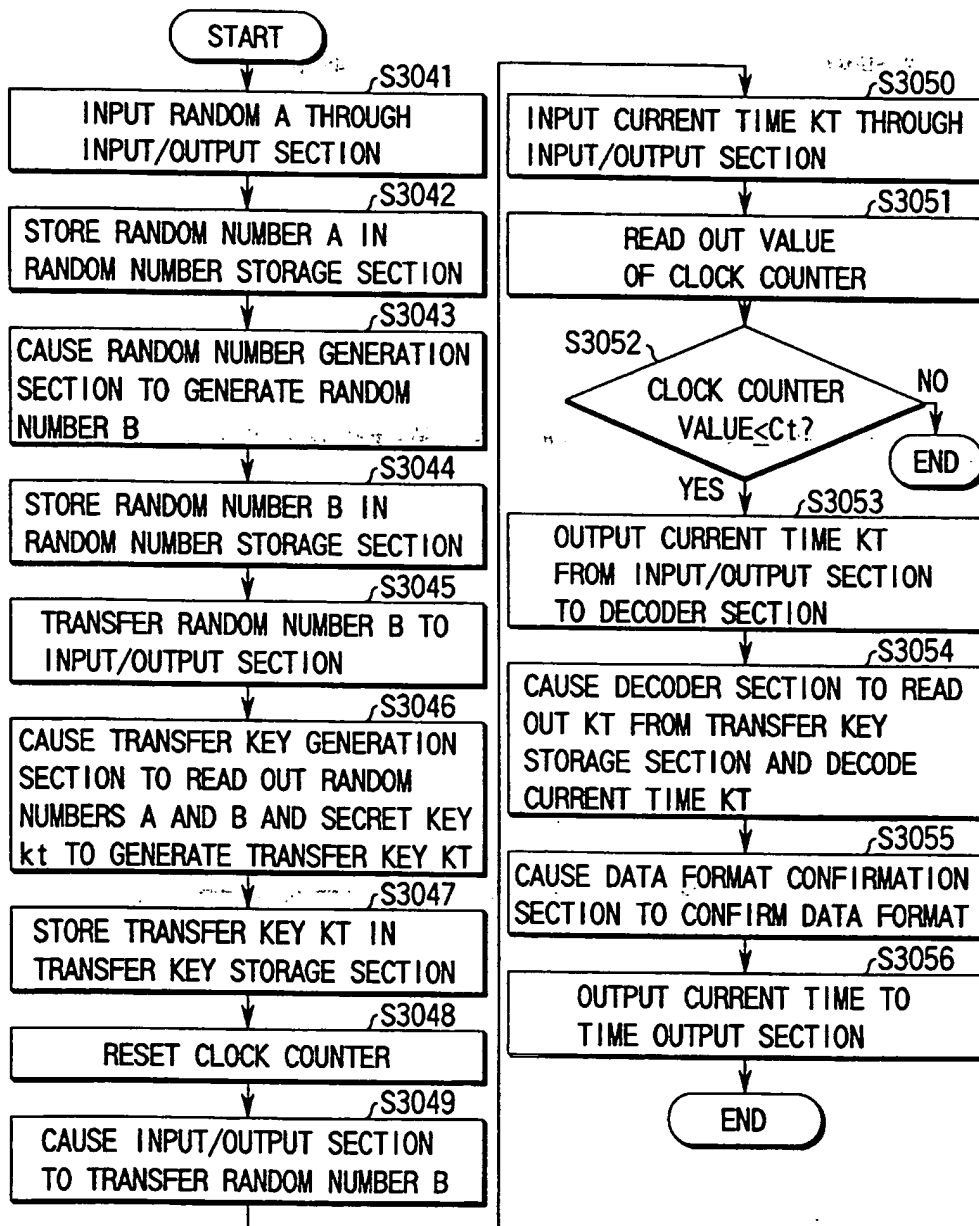 START
S3041
INPUT RANDOM A THROUGH
INPUT/OUTPUT SECTION
S3042
STORE RANDOM NUMBER A IN
RANDOM NUMBER STORAGE SECTION
S3043
CAUSE RANDOM NUMBER GENERATION
SECTION TO GENERATE RANDOM
NUMBER B
S3044
STORE RANDOM NUMBER B IN
RANDOM NUMBER STORAGE SECTION
S3045
TRANSFER RANDOM NUMBER B TO
INPUT/OUTPUT SECTION
S3046
CAUSE TRANSFER KEY GENERATION
SECTION TO READ OUT RANDOM
NUMBERS A AND B AND SECRET KEY
kt TO GENERATE TRANSFER KEY KT
S3047
STORE TRANSFER KEY KT IN
TRANSFER KEY STORAGE SECTION
S3048
RESET CLOCK COUNTER
S3049
CAUSE INPUT/OUTPUT SECTION
TO TRANSFER RANDOM NUMBER B
S3050
INPUT CURRENT TIME KT THROUGH
INPUT/OUTPUT SECTION
S3051
READ OUT VALUE
OF CLOCK COUNTER
S3052
CLOCK COUNTER
VALUE≤Ct?
NO
END
YES
S3053
OUTPUT CURRENT TIME KT
FROM INPUT/OUTPUT SECTION
TO DECODER SECTION
S3054
CAUSE DECODER SECTION TO READ
OUT KT FROM TRANSFER KEY
STORAGE SECTION AND DECODE
CURRENT TIME KT
S3055
CAUSE DATA FORMAT CONFIRMATION
SECTION TO CONFIRM DATA FORMAT
S3056
OUTPUT CURRENT TIME TO
TIME OUTPUT SECTION
END